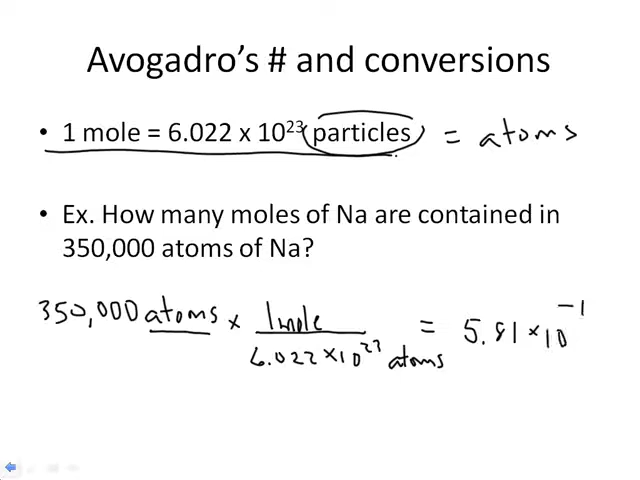 Avogadro's # and conversions
• 1 mole = 6.022 x 10²³ (particles) = atoms
• Ex. How many moles of Na are contained in
350,000 atoms of Na?
350,000 atoms x 1 mole / 6.022 x 10²³ atoms = 5.81 x 10⁻¹